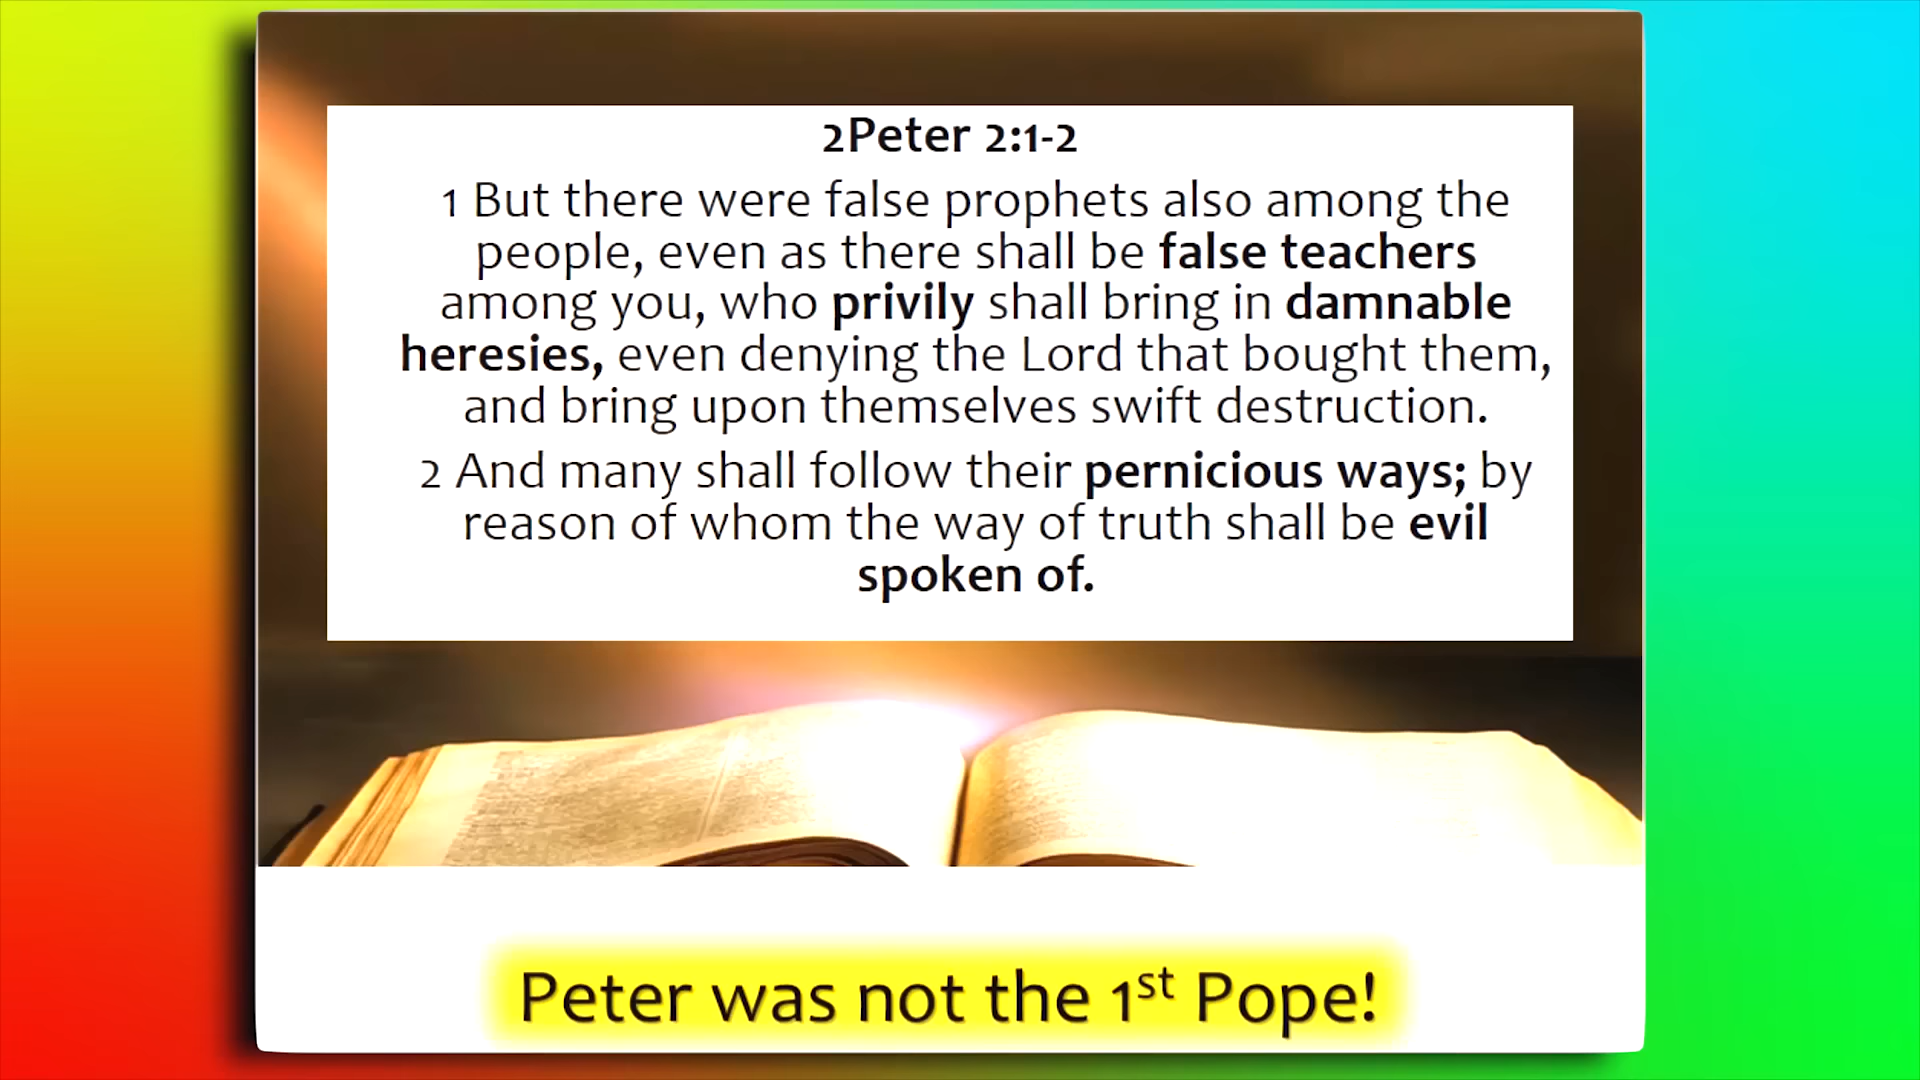 2Peter 2:1-2
1 But there were false prophets also among the
people, even as there shall be false teachers
among you, who privily shall bring in damnable
heresies, even denying the Lord that bought them,
and bring upon themselves swift destruction.
2 And many shall follow their pernicious ways; by
reason of whom the way of truth shall be evil
spoken of.
Peter was not the 1st Pope!